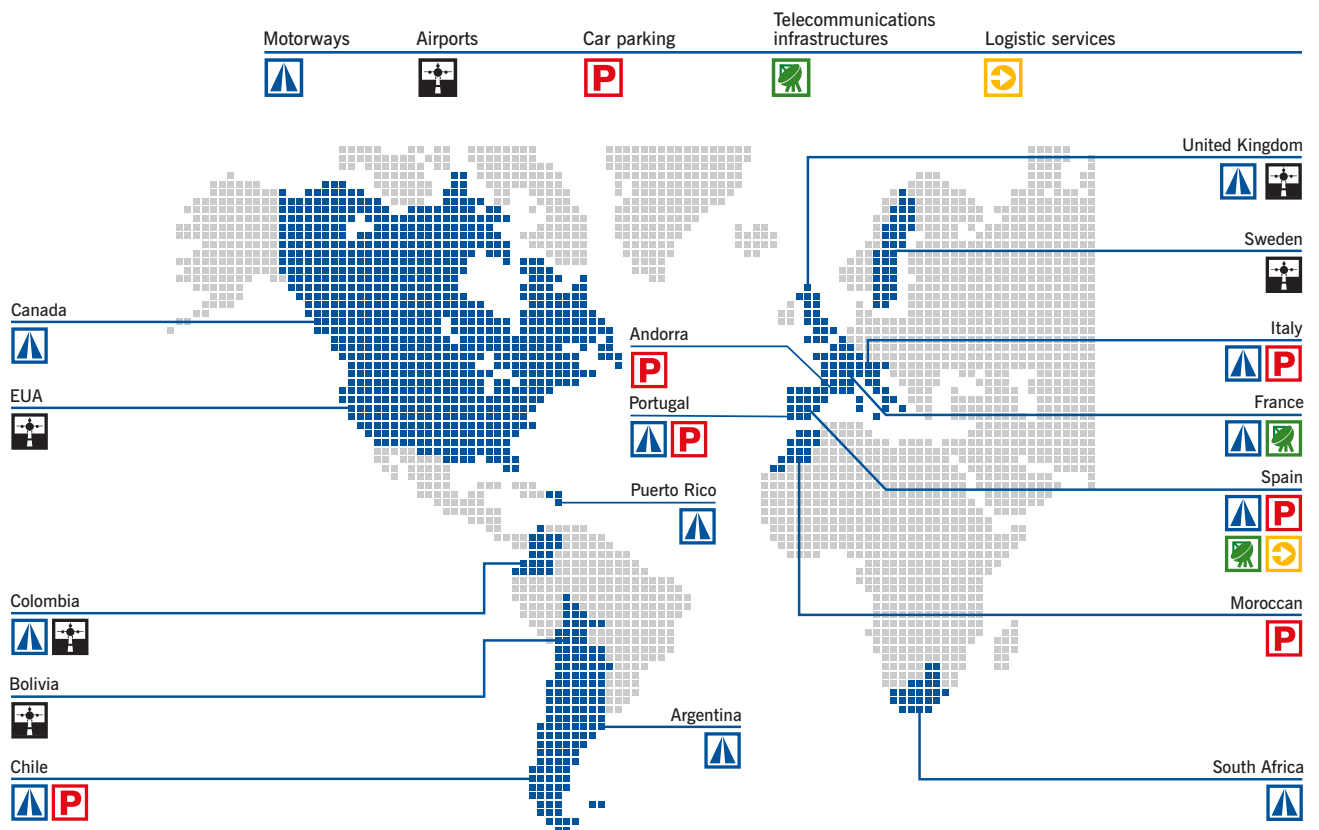 Motorways
Airports
Car parking
Telecommunications
infrastructures
Logistic services
P
United Kingdom
Sweden
Canada
Andorra
P
Italy
P
EUA
Portugal
P
France
Spain
P
Puerto Rico
Colombia
Moroccan
P
Bolivia
Argentina
Chile
P
South Africa